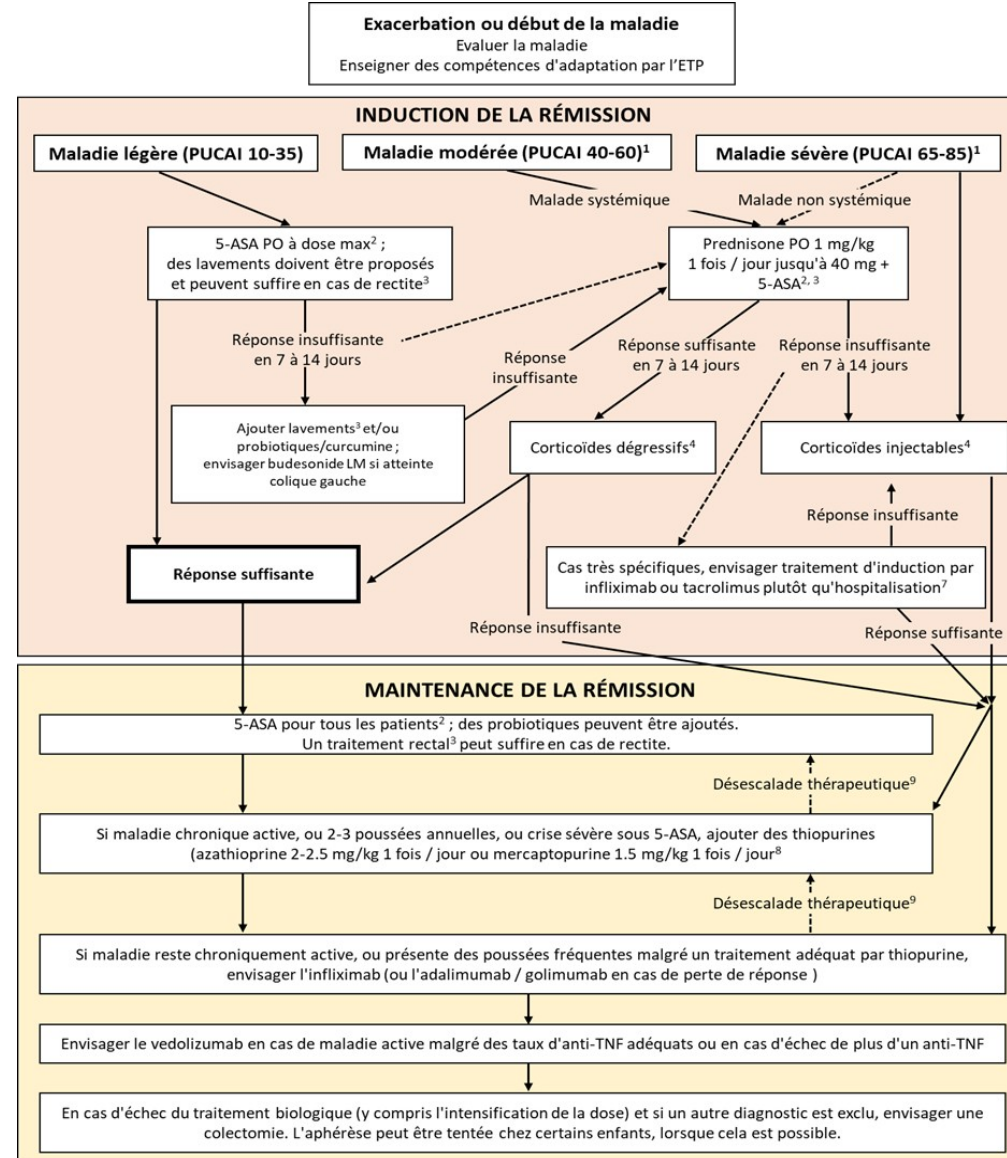 Exacerbation ou début de la maladie
Evaluer la maladie
Enseigner des compétences d'adaptation par l'ETP
INDUCTION DE LA RÉMISSION
Maladie légère (PUCAI 10-35)
Maladie modérée (PUCAI 40-60)¹
Maladie sévère (PUCAI 65-85)¹
Malade systémique
Malade non systémique
5-ASA PO à dose max² ;
des lavements doivent être proposés
et peuvent suffire en cas de rectite³
Prednisone PO 1 mg/kg
1 fois / jour jusqu'à 40 mg +
5-ASA²,³
Réponse insuffisante
en 7 à 14 jours
Réponse
insuffisante
Réponse suffisante
en 7 à 14 jours
Réponse insuffisante
en 7 à 14 jours
Ajouter lavements³ et/ou
probiotiques/curcumine ;
envisager budesonide LM si atteinte
colique gauche
Corticoïdes dégressifs⁴
Corticoïdes injectables⁴
Réponse insuffisante
Réponse suffisante
Cas très spécifiques, envisager traitement d'induction par
infliximab ou tacrolimus plutôt qu'hospitalisation⁷
Réponse insuffisante
Réponse suffisante
MAINTENANCE DE LA RÉMISSION
5-ASA pour tous les patients² ; des probiotiques peuvent être ajoutés.
Un traitement rectal³ peut suffire en cas de rectite.
Désescalade thérapeutique⁹
Si maladie chronique active, ou 2-3 poussées annuelles, ou crise sévère sous 5-ASA, ajouter des thiopurines
(azathioprine 2-2.5 mg/kg 1 fois / jour ou mercaptopurine 1.5 mg/kg 1 fois / jour⁸
Désescalade thérapeutique⁹
Si maladie reste chroniquement active, ou présente des poussées fréquentes malgré un traitement adéquat par thiopurine,
envisager l'infliximab (ou l'adalimumab / golimumab en cas de perte de réponse )
Envisager le vedolizumab en cas de maladie active malgré des taux d'anti-TNF adéquats ou en cas d'échec de plus d'un anti-TNF
En cas d'échec du traitement biologique (y compris l'intensification de la dose) et si un autre diagnostic est exclu, envisager une
colectomie. L'aphérèse peut être tentée chez certains enfants, lorsque cela est possible.